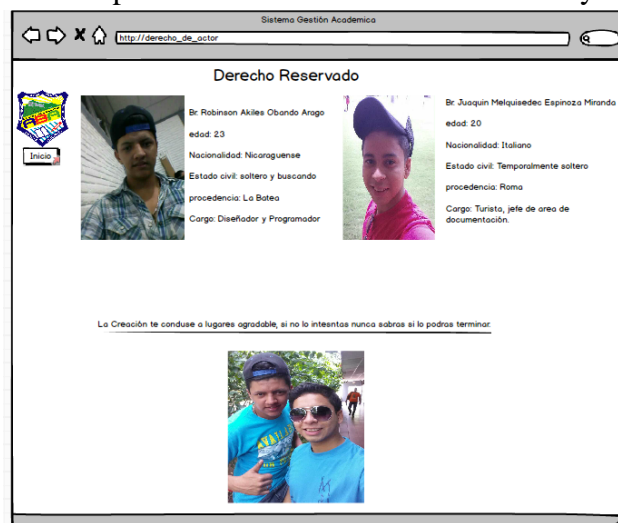 Sistema Gestión Academica
http://derecho_de_actor
Derecho Reservado
Inicio
Br. Robinson Akiles Obando Arago
edad: 23
Nacionalidad: Nicaraguense
Estado civil: soltero y buscando
procedencia: La Batea
Cargo: Diseñador y Programador
Br. Juaquin Melquisedec Espinoza Miranda
edad: 20
Nacionalidad: Italiano
Estado civil: Temporalmente soltero
procedencia: Roma
Cargo: Turista, jefe de area de
documentación.
La Creación te conduse a lugares agradable, si no lo intesntas nunca sabras si lo podras terminar.